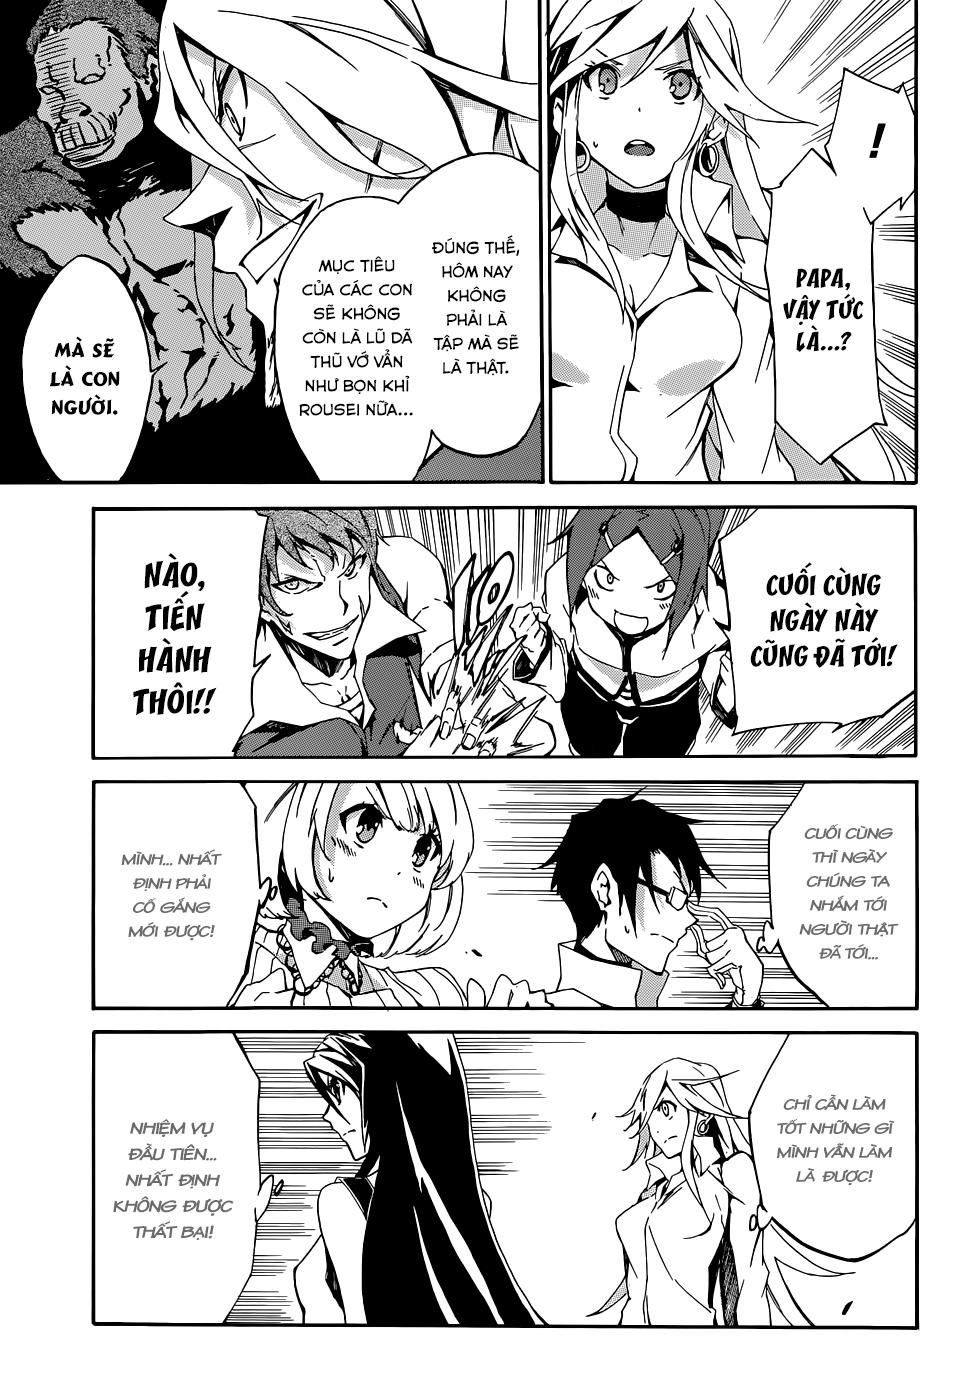 !
PAPA,
VẬY TỨC
LÀ...?
ĐÚNG THẾ,
HÔM NAY
KHÔNG
PHẢI LÀ
TẬP MÀ SẼ
LÀ THẬT.
MỤC TIÊU
CỦA CÁC CON
SẼ KHÔNG
CÒN LÀ LŨ DÃ
THÚ VỚ VẨN
NHƯ BỌN KHỈ
ROUSEI NỮA...
MÀ SẼ
LÀ CON
NGƯỜI.
CUỐI CÙNG
NGÀY NÀY
CŨNG ĐÃ TỚI!
NÀO,
TIẾN
HÀNH
THÔI!!
CUỐI CÙNG
THÌ NGÀY
CHÚNG TA
NHẮM TỚI
NGƯỜI THẬT
ĐÃ TỚI...
MÌNH... NHẤT
ĐỊNH PHẢI
CỐ GẮNG
MỚI ĐƯỢC!
CHỈ CẦN LÀM
TỐT NHỮNG GÌ
MÌNH VẪN LÀM
LÀ ĐƯỢC!
NHIỆM VỤ
ĐẦU TIÊN...
NHẤT ĐỊNH
KHÔNG ĐƯỢC
THẤT BẠI!